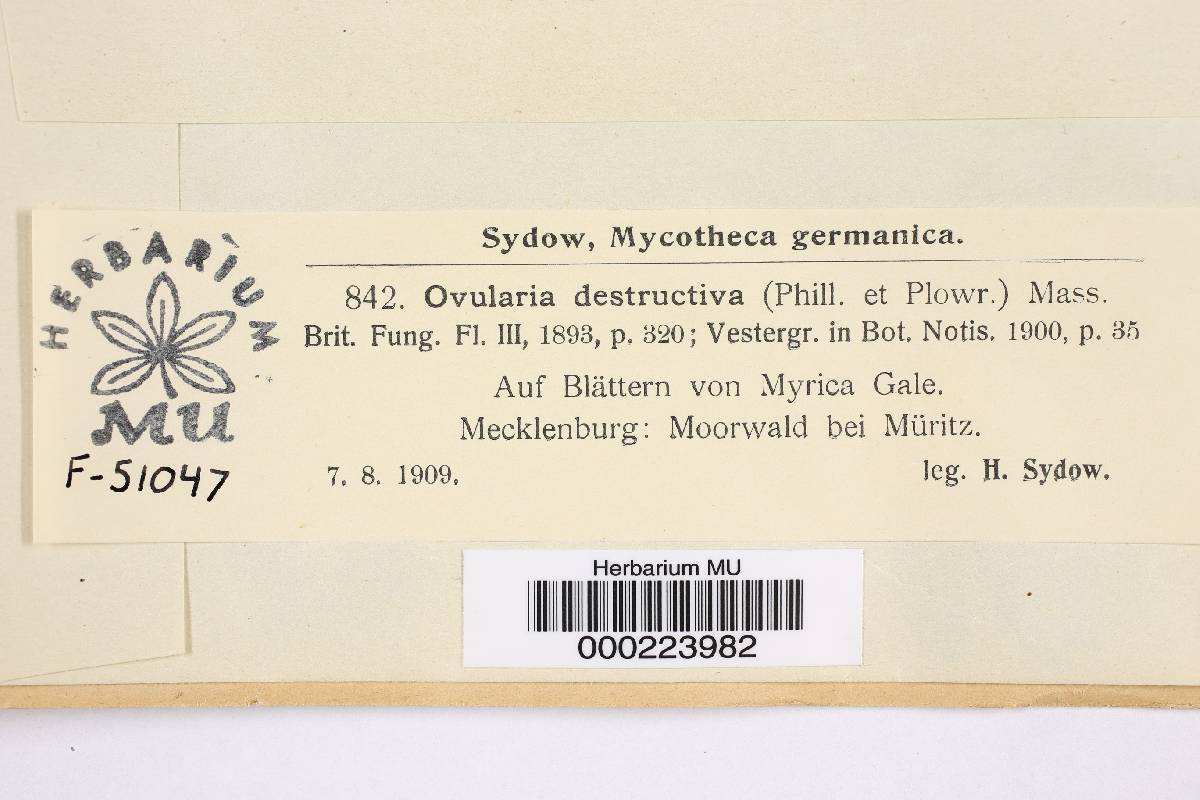 Sydow, Mycotheca germanica.
842. Ovularia destructiva (Phill. et Plowr.) Mass.
Brit. Fung. Fl. III, 1893, p. 320; Vestergr. in Bot. Notis. 1900, p. 35
Auf Blättern von Myrica Gale.
Mecklenburg: Moorwald bei Müritz.
7. 8. 1909. leg. H. Sydow.
HERBARIUM
MU
F-51047
Herbarium MU
000223982